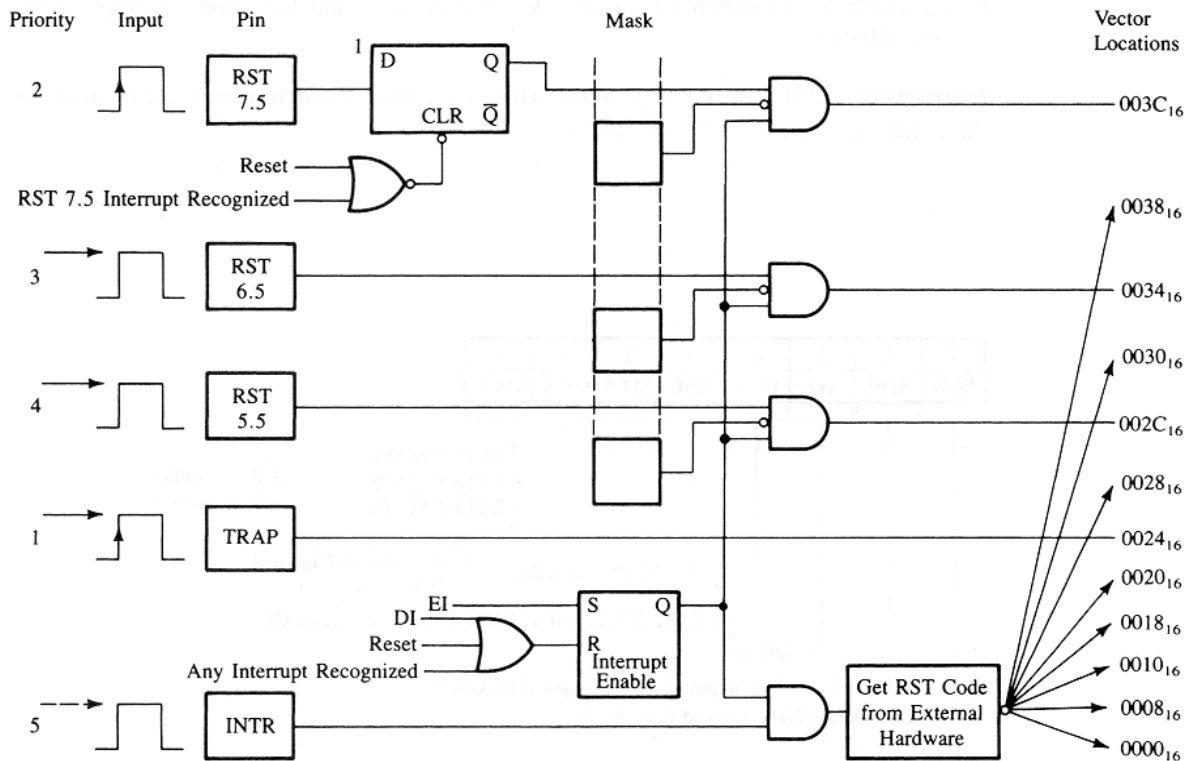 Priority Input Pin Mask Vector Locations
2
RST 7.5
1
D Q
CLR Q̅
003C₁₆
Reset
RST 7.5 Interrupt Recognized
0038₁₆
3
RST 6.5
0034₁₆
0030₁₆
4
RST 5.5
002C₁₆
0028₁₆
1
TRAP
0024₁₆
0020₁₆
EI
DI
Reset
Any Interrupt Recognized
S Q
R
Interrupt Enable
0018₁₆
0010₁₆
5
INTR
Get RST Code from External Hardware
0008₁₆
0000₁₆